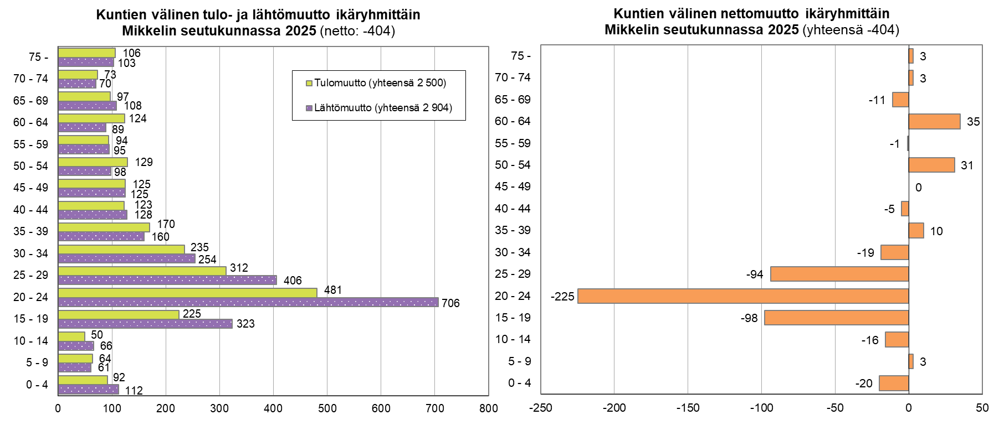 Kuntien välinen tulo- ja lähtömuutto ikäryhmittäin
Mikkelin seutukunnassa 2025 (netto: -404)
75 -
106
103
70 - 74
73
70
65 - 69
97
108
60 - 64
124
89
55 - 59
94
95
50 - 54
129
98
45 - 49
125
125
40 - 44
123
128
35 - 39
170
160
30 - 34
235
254
25 - 29
312
406
20 - 24
481
706
15 - 19
225
323
10 - 14
50
66
5 - 9
64
61
0 - 4
92
112
Tulomuutto (yhteensä 2 500)
Lähtömuutto (yhteensä 2 904)
0 100 200 300 400 500 600 700 800
Kuntien välinen nettomuutto ikäryhmittäin
Mikkelin seutukunnassa 2025 (yhteensä -404)
75 - 3
70 - 74 3
65 - 69 -11
60 - 64 35
55 - 59 -1
50 - 54 31
45 - 49 0
40 - 44 -5
35 - 39 10
30 - 34 -19
25 - 29 -94
20 - 24 -225
15 - 19 -98
10 - 14 -16
5 - 9 3
0 - 4 -20
-250 -200 -150 -100 -50 0 50